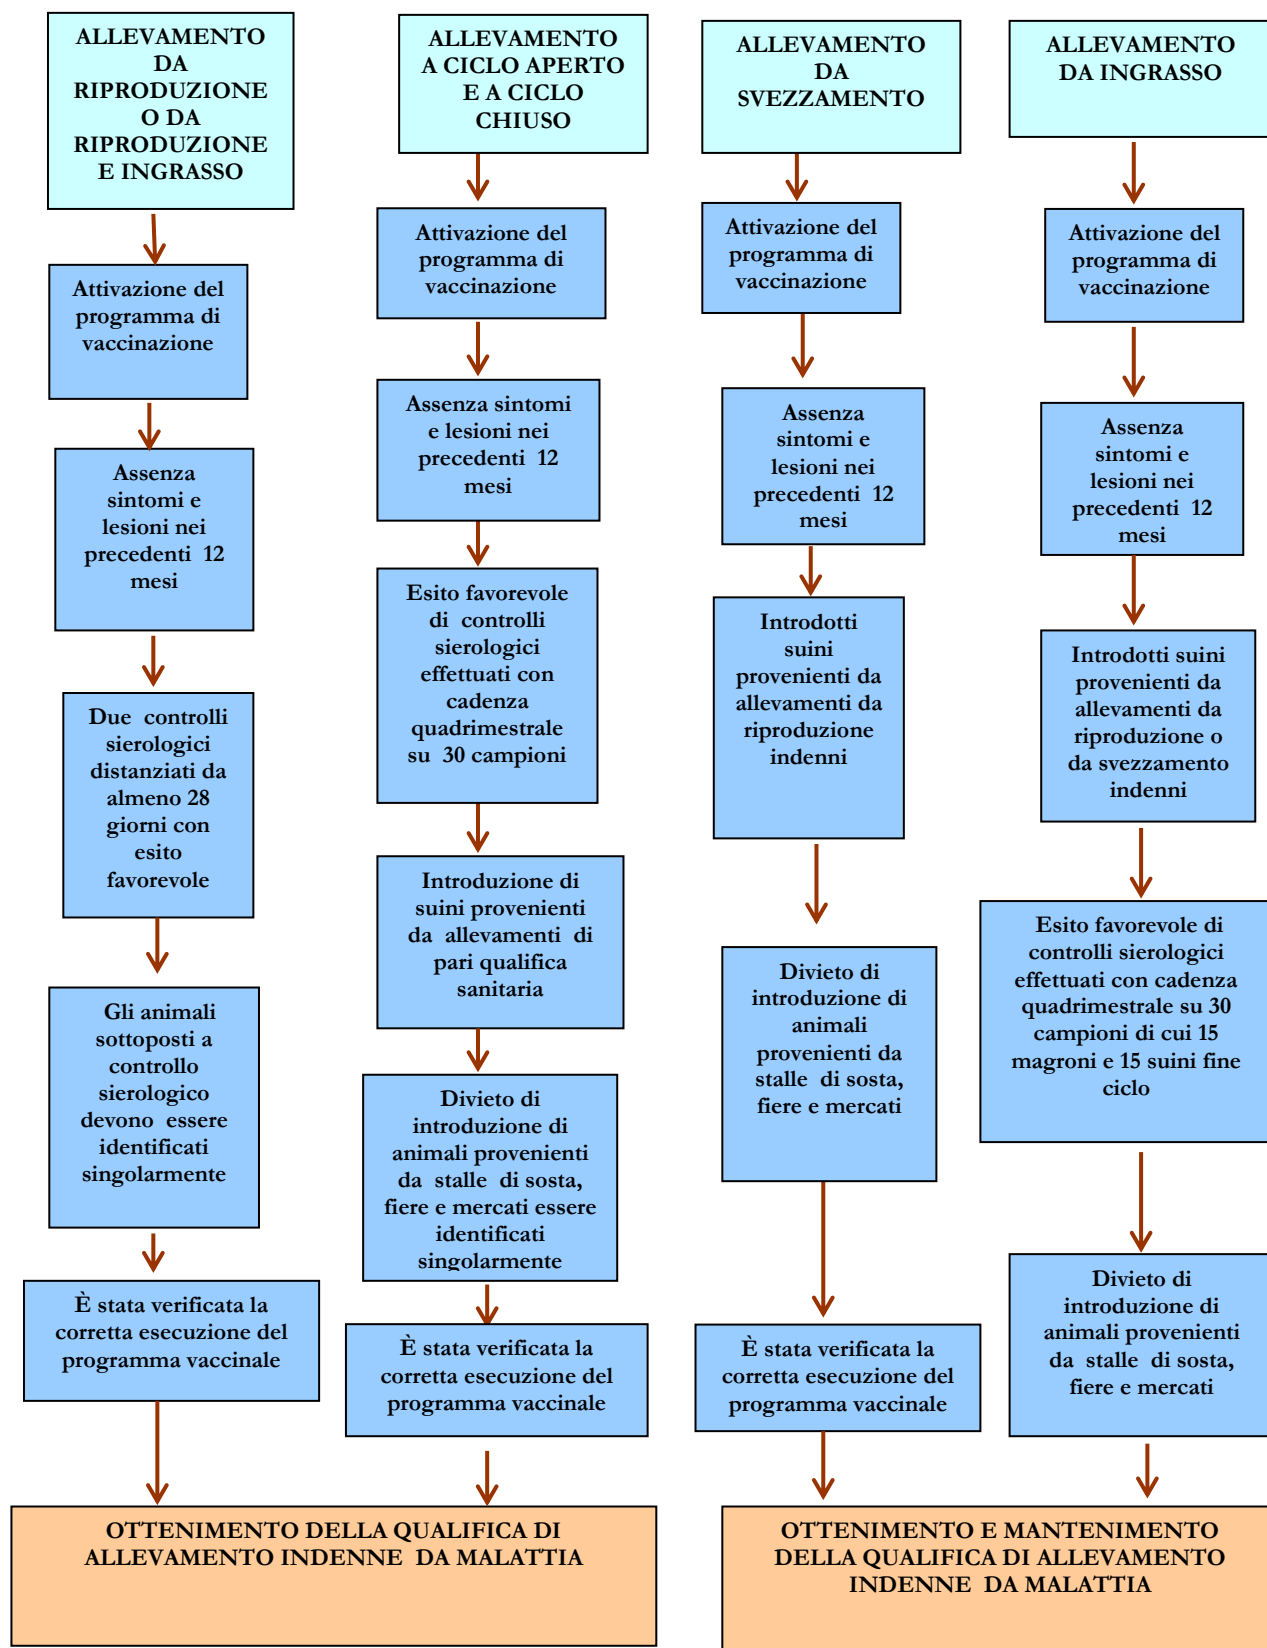 ALLEVAMENTO
DA
RIPRODUZIONE
O DA
RIPRODUZIONE
E INGRASSO
Attivazione del
programma di
vaccinazione
Assenza
sintomi e
lesioni nei
precedenti 12
mesi
Due controlli
sierologici
distanziati da
almeno 28
giorni con
esito
favorevole
Gli animali
sottoposti a
controllo
sierologico
devono essere
identificati
singolarmente
È stata verificata la
corretta esecuzione del
programma vaccinale
ALLEVAMENTO
A CICLO APERTO
E A CICLO
CHIUSO
Attivazione del
programma di
vaccinazione
Assenza sintomi
e lesioni nei
precedenti 12
mesi
Esito favorevole
di controlli
sierologici
effettuati con
cadenza
quadrimestrale
su 30 campioni
Introduzione di
suini provenienti
da allevamenti di
pari qualifica
sanitaria
Divieto di
introduzione di
animali provenienti
da stalle di sosta,
fiere e mercati essere
identificati
singolarmente
È stata verificata la
corretta esecuzione del
programma vaccinale
OTTENIMENTO DELLA QUALIFICA DI
ALLEVAMENTO INDENNE DA MALATTIA
ALLEVAMENTO
DA
SVEZZAMENTO
Attivazione del
programma di
vaccinazione
Assenza
sintomi e
lesioni nei
precedenti 12
mesi
Introdotti
suini
provenienti da
allevamenti da
riproduzione
indenni
Divieto di
introduzione di
animali
provenienti da
stalle di sosta,
fiere e mercati
È stata verificata la
corretta esecuzione del
programma vaccinale
ALLEVAMENTO
DA INGRASSO
Attivazione del
programma di
vaccinazione
Assenza
sintomi e
lesioni nei
precedenti 12
mesi
Introdotti suini
provenienti da
allevamenti da
riproduzione o
da svezzamento
indenni
Esito favorevole di
controlli sierologici
effettuati con cadenza
quadrimestrale su 30
campioni di cui 15
magroni e 15 suini fine
ciclo
Divieto di
introduzione di
animali provenienti
da stalle di sosta,
fiere e mercati
OTTENIMENTO E MANTENIMENTO
DELLA QUALIFICA DI ALLEVAMENTO
INDENNE DA MALATTIA